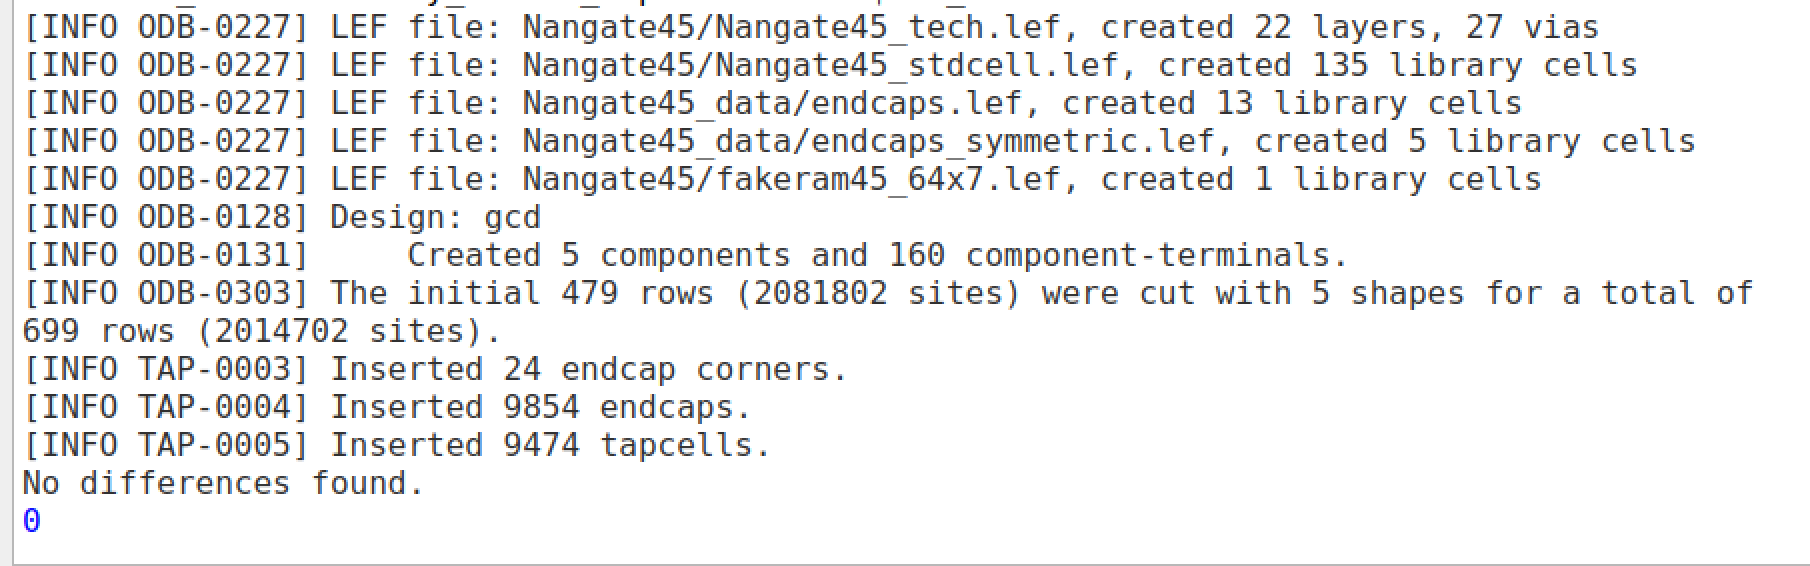 [INFO ODB-0227] LEF file: Nangate45/Nangate45_tech.lef, created 22 layers, 27 vias
[INFO ODB-0227] LEF file: Nangate45/Nangate45_stdcell.lef, created 135 library cells
[INFO ODB-0227] LEF file: Nangate45_data/endcaps.lef, created 13 library cells
[INFO ODB-0227] LEF file: Nangate45_data/endcaps_symmetric.lef, created 5 library cells
[INFO ODB-0227] LEF file: Nangate45/fakeram45_64x7.lef, created 1 library cells
[INFO ODB-0128] Design: gcd
[INFO ODB-0131]     Created 5 components and 160 component-terminals.
[INFO ODB-0303] The initial 479 rows (2081802 sites) were cut with 5 shapes for a total of
699 rows (2014702 sites).
[INFO TAP-0003] Inserted 24 endcap corners.
[INFO TAP-0004] Inserted 9854 endcaps.
[INFO TAP-0005] Inserted 9474 tapcells.
No differences found.
0